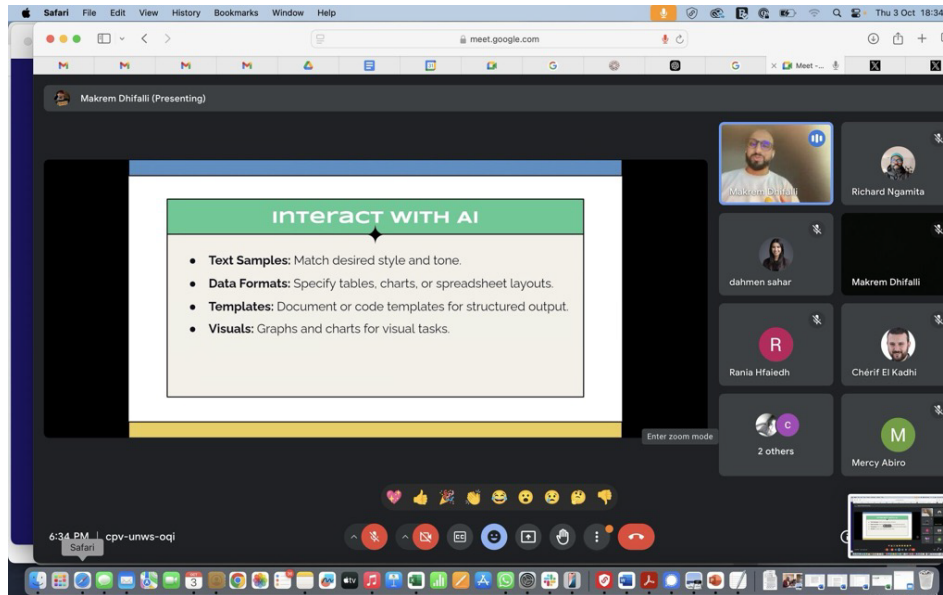 Safari File Edit View History Bookmarks Window Help
Thu 3 Oct 18:34
meet.google.com
Meet -...
Makrem Dhifalli (Presenting)
Interact with AI
Text Samples: Match desired style and tone.
Data Formats: Specify tables, charts, or spreadsheet layouts.
Templates: Document or code templates for structured output.
Visuals: Graphs and charts for visual tasks.
Makrem Dhifalli
Richard Ngamita
dahmen sahar
Makrem Dhifalli
R
Rania Hfaiedh
Chérif El Kadhi
C
2 others
M
Mercy Abiro
Enter zoom mode
6:34 PM | cpv-unws-oqi
Safari